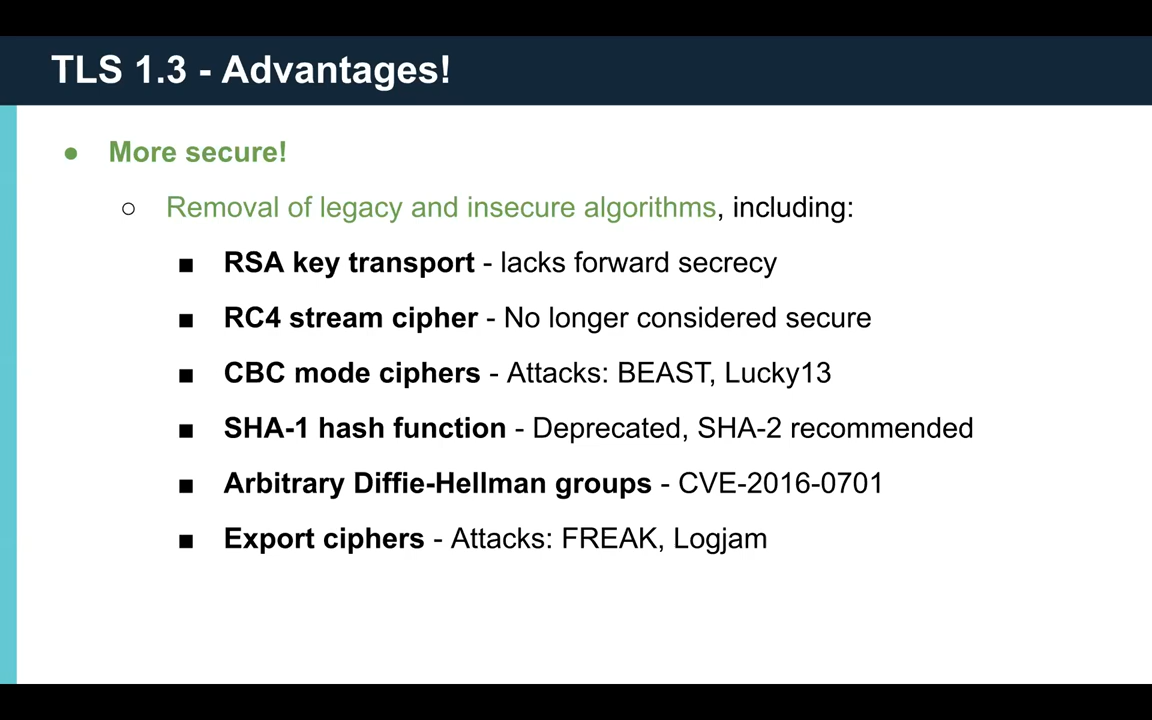 TLS 1.3 - Advantages!
● More secure!
○ Removal of legacy and insecure algorithms, including:
■ RSA key transport - lacks forward secrecy
■ RC4 stream cipher - No longer considered secure
■ CBC mode ciphers - Attacks: BEAST, Lucky13
■ SHA-1 hash function - Deprecated, SHA-2 recommended
■ Arbitrary Diffie-Hellman groups - CVE-2016-0701
■ Export ciphers - Attacks: FREAK, Logjam